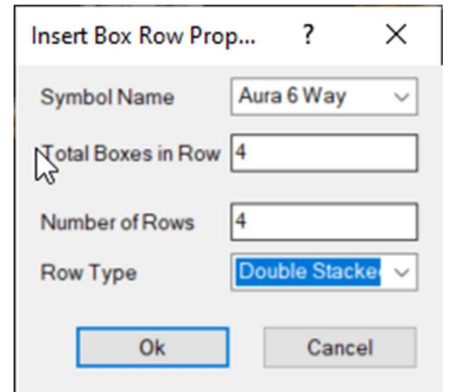 Insert Box Row Prop... ?
Symbol Name Aura 6 Way
Total Boxes in Row 4
Number of Rows 4
Row Type Double Stacke
Ok Cancel